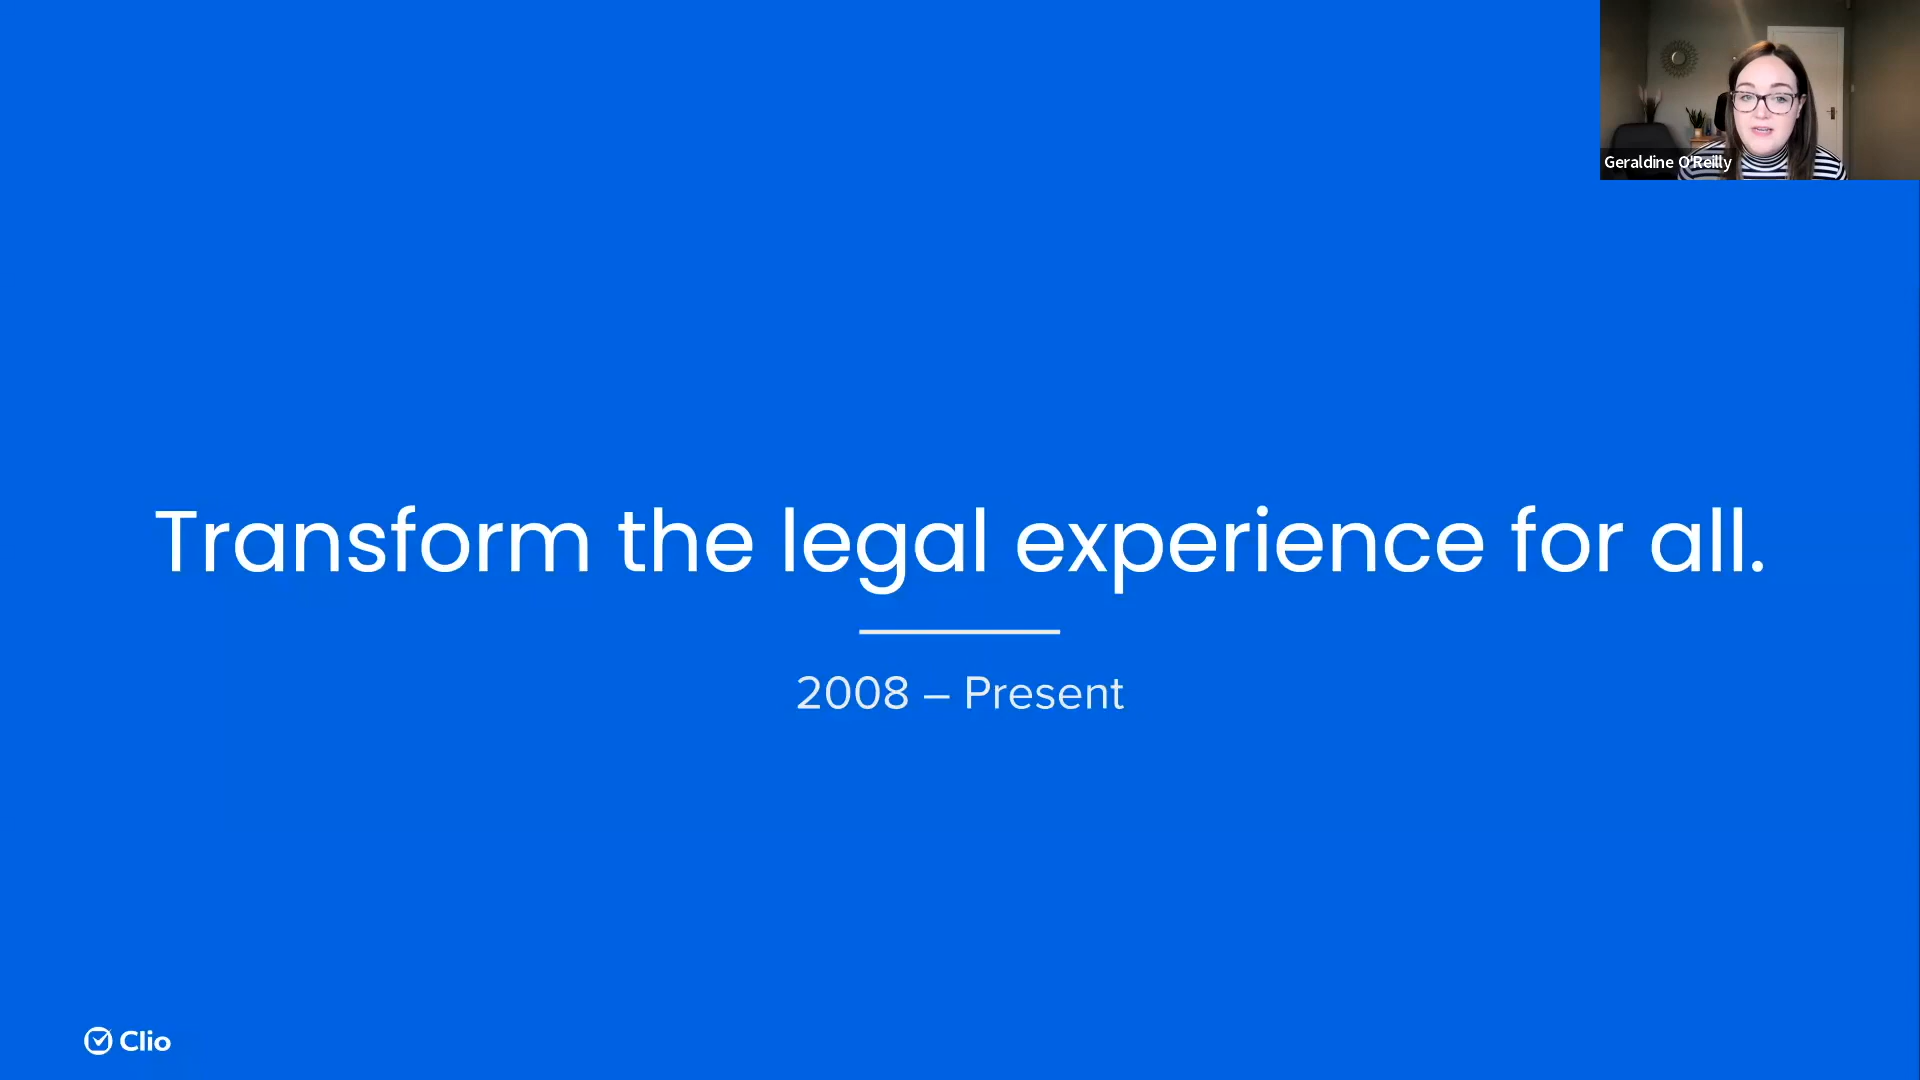 Geraldine O'Reilly
Transform the legal experience for all.
2008 – Present
Clio